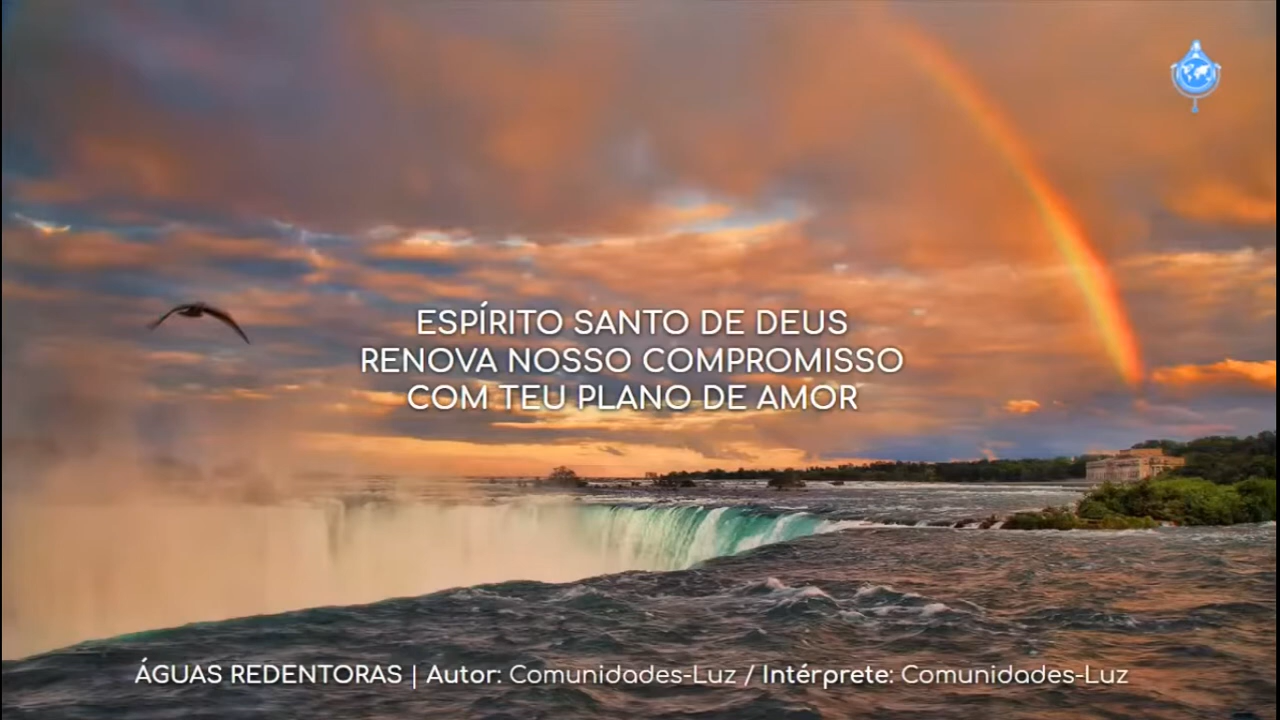 ESPÍRITO SANTO DE DEUS
RENOVA NOSSO COMPROMISSO
COM TEU PLANO DE AMOR
ÁGUAS REDENTORAS | Autor: Comunidades-Luz / Intérprete: Comunidades-Luz